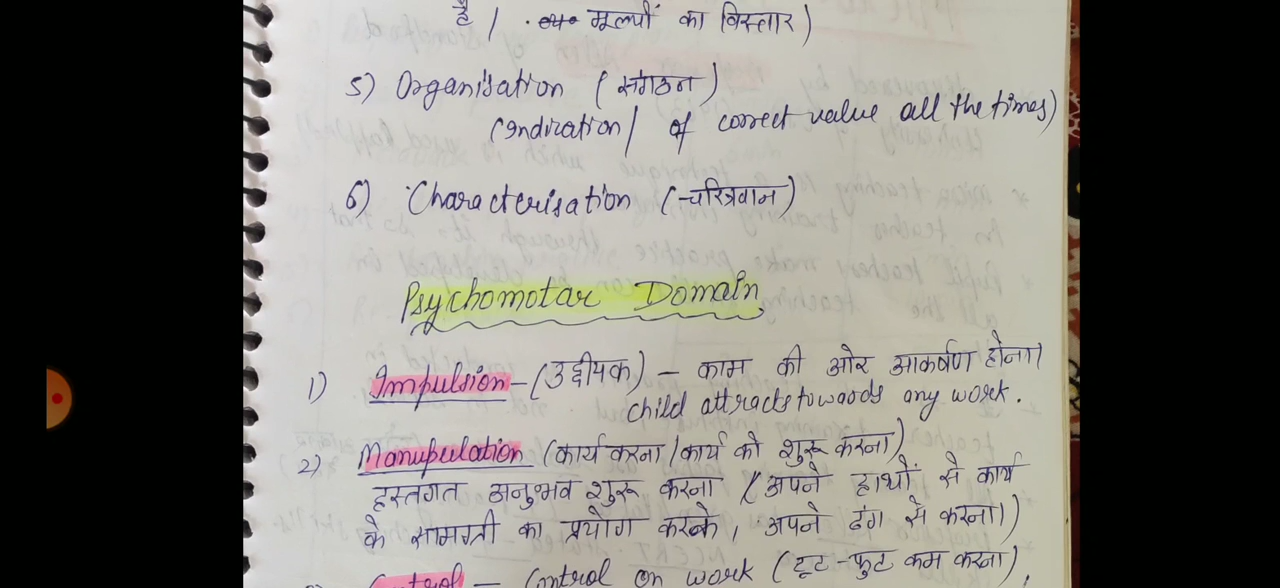 है / मूल्यों का विस्तार)
5) Organisation (संगठन)
of correct value all the times)
6) Characterisation (चरित्रवान)
Psychomotar Domain
1) Impulsion – (उद्दीपक) – काम की ओर आकर्षण होना।
child attracts towards any work.
2) Manupulation (कार्य करना / कार्य को शुरू करना)
हस्तगत अनुभव शुरू करना (अपने हाथों से कार्य
के सामग्री का प्रयोग करके, अपने ढंग से करना।)
Control – Control on work (टूट-फुट कम करना),